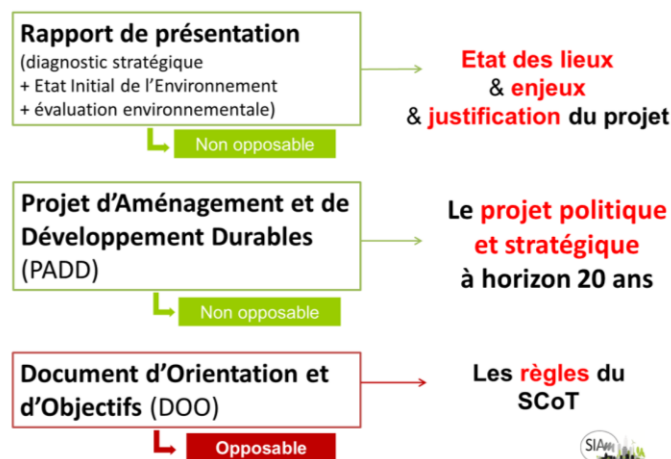 Rapport de présentation
(diagnostic stratégique
+ Etat Initial de l'Environnement
+ évaluation environnementale)
Non opposable
Etat des lieux
& enjeux
& justification du projet
Projet d'Aménagement et de
Développement Durables
(PADD)
Non opposable
Le projet politique
et stratégique
à horizon 20 ans
Document d'Orientation et
d'Objectifs (DOO)
Opposable
Les règles du
SCoT